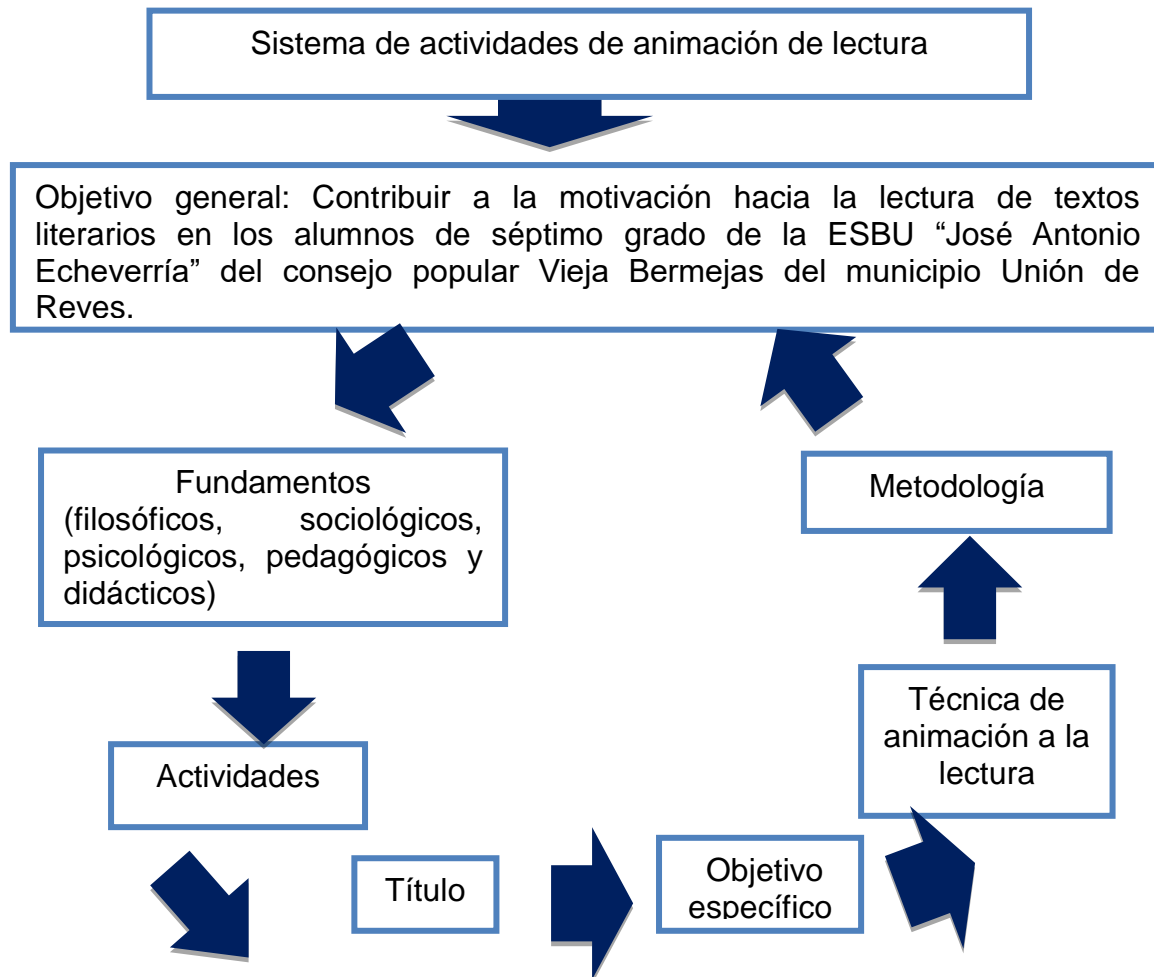 Sistema de actividades de animación de lectura
Objetivo general: Contribuir a la motivación hacia la lectura de textos
literarios en los alumnos de séptimo grado de la ESBU “José Antonio
Echeverría” del consejo popular Vieja Bermejas del municipio Unión de
Reves.
Fundamentos
(filosóficos, sociológicos,
psicológicos, pedagógicos y
didácticos)
Metodología
Técnica de
animación a la
lectura
Actividades
Título
Objetivo
específico